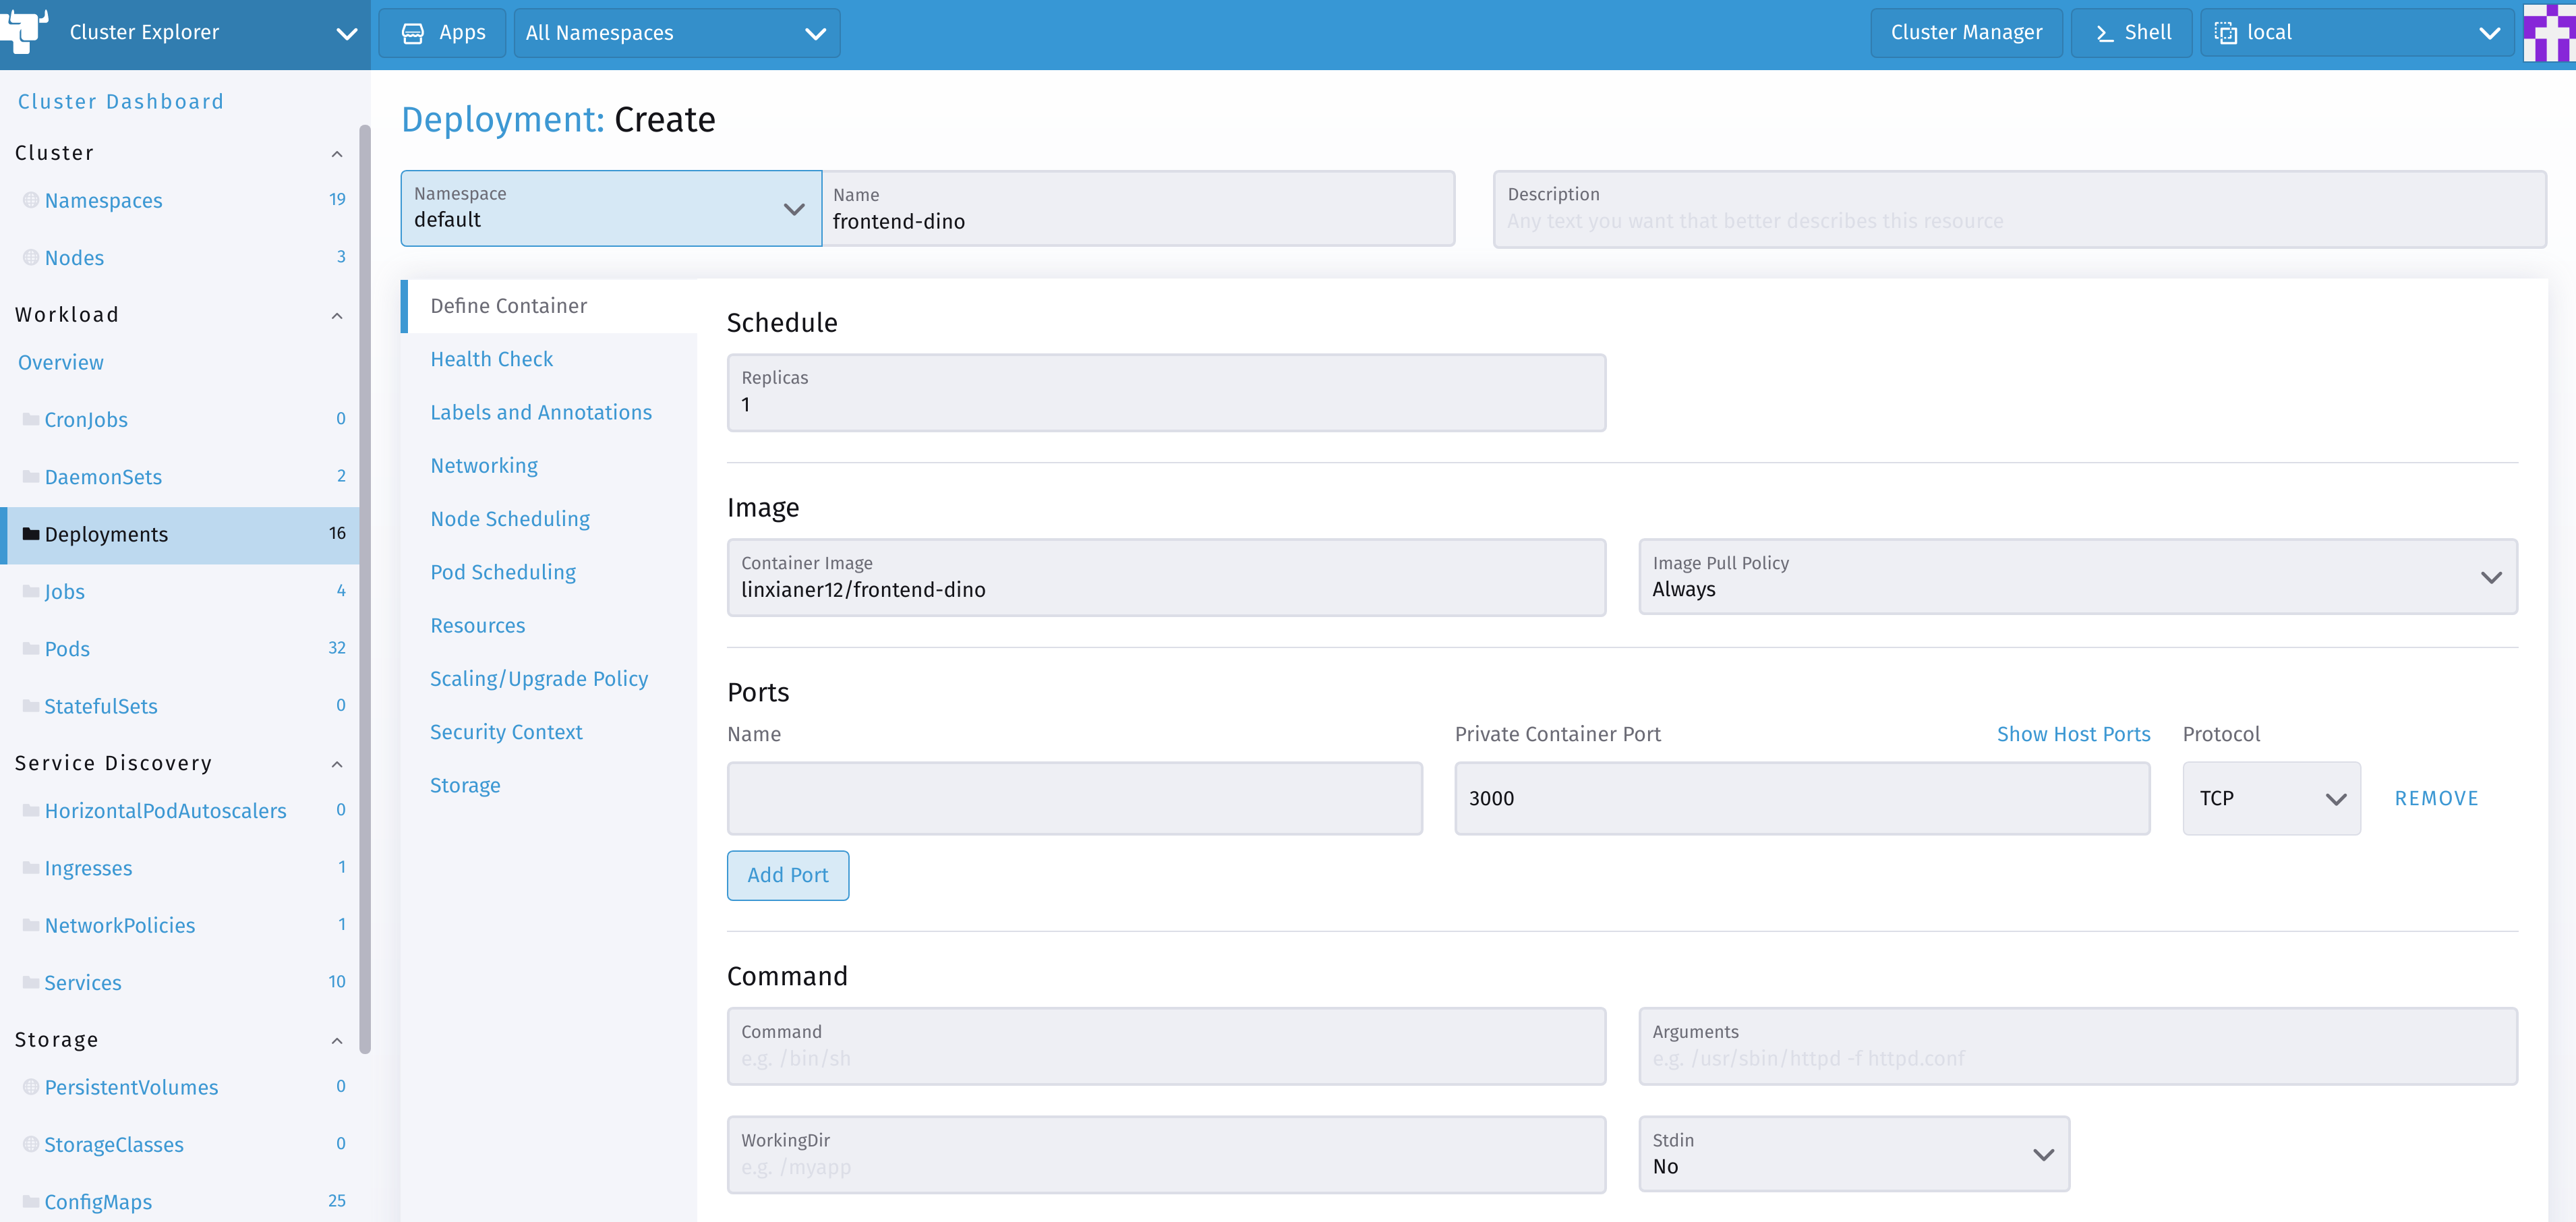 Cluster Explorer
Apps
All Namespaces
Cluster Manager
Shell
local
Cluster Dashboard
Cluster
Namespaces 19
Nodes 3
Workload
Overview
CronJobs 0
DaemonSets 2
Deployments 16
Jobs 4
Pods 32
StatefulSets 0
Service Discovery
HorizontalPodAutoscalers 0
Ingresses 1
NetworkPolicies 1
Services 10
Storage
PersistentVolumes 0
StorageClasses 0
ConfigMaps 25
Deployment: Create
Namespace
default
Name
frontend-dino
Description
Any text you want that better describes this resource
Define Container
Health Check
Labels and Annotations
Networking
Node Scheduling
Pod Scheduling
Resources
Scaling/Upgrade Policy
Security Context
Storage
Schedule
Replicas
1
Image
Container Image
linxianer12/frontend-dino
Image Pull Policy
Always
Ports
Name
Private Container Port
Show Host Ports
Protocol
3000
TCP
REMOVE
Add Port
Command
Command
e.g. /bin/sh
Arguments
e.g. /usr/sbin/httpd -f httpd.conf
WorkingDir
e.g. /myapp
Stdin
No